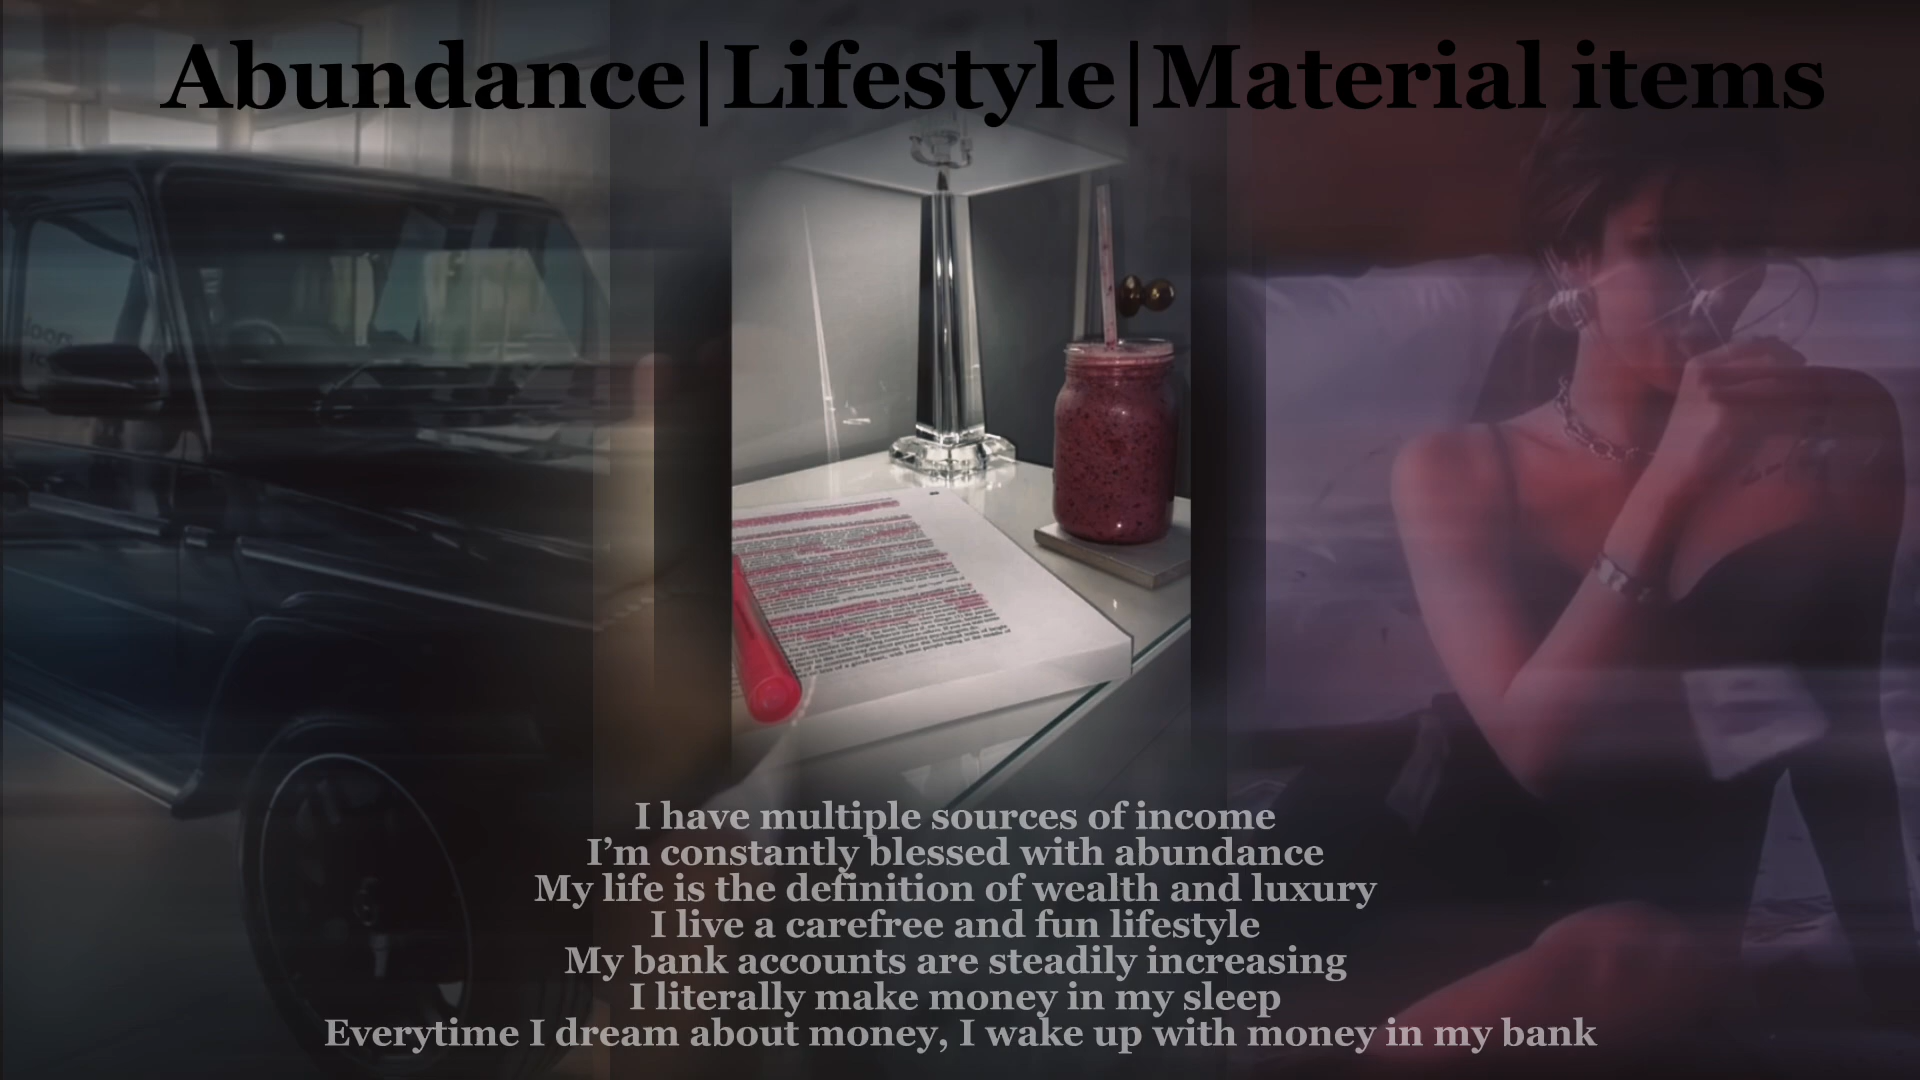 Abundance|Lifestyle|Material items
I have multiple sources of income
I’m constantly blessed with abundance
My life is the definition of wealth and luxury
I live a carefree and fun lifestyle
My bank accounts are steadily increasing
I literally make money in my sleep
Everytime I dream about money, I wake up with money in my bank